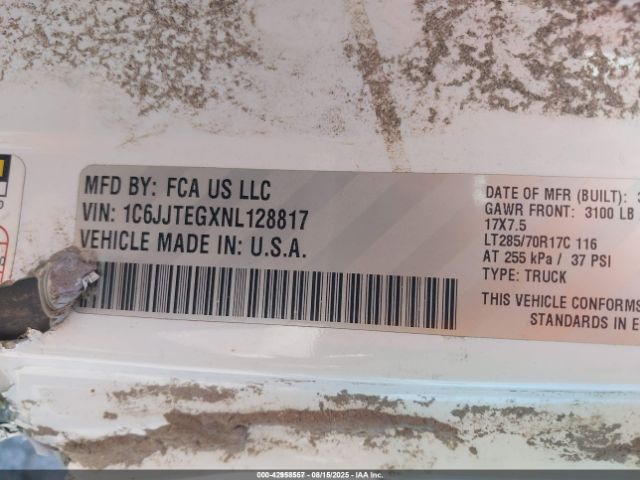 MFD BY: FCA US LLC
VIN: 1C6JJTEGXNL128817
VEHICLE MADE IN: U.S.A.
DATE OF MFR (BUILT): 3
GAWR FRONT: 3100 LB
17X7.5
LT285/70R17C 116
AT 255 kPa / 37 PSI
TYPE: TRUCK
THIS VEHICLE CONFORMS
STANDARDS IN E
000-42958557 - 08/15/2025 - Copyright IAA, Inc.